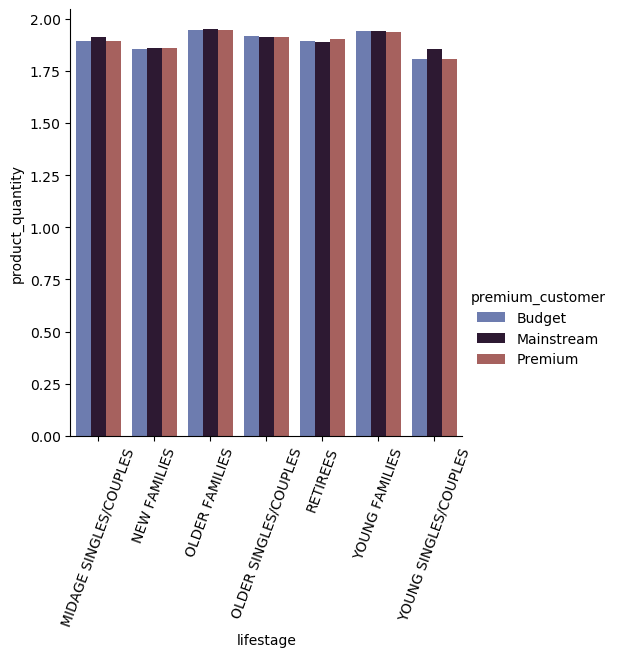 product_quantity
2.00
1.75
1.50
1.25
1.00
0.75
0.50
0.25
0.00
MIDAGE SINGLES/COUPLES
NEW FAMILIES
OLDER FAMILIES
OLDER SINGLES/COUPLES
RETIREES
YOUNG FAMILIES
YOUNG SINGLES/COUPLES
lifestage
premium_customer
Budget
Mainstream
Premium